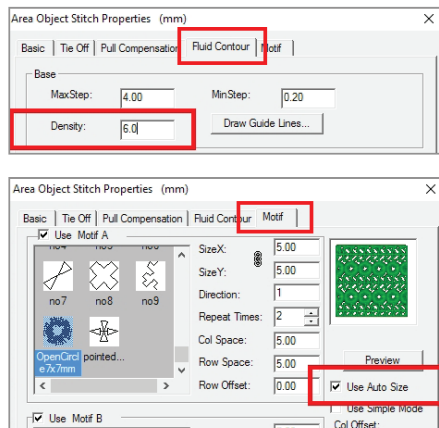 Area Object Stitch Properties (mm)
Basic Tie Off Pull Compensation Fluid Contour Motif
Base
MaxStep: 4.00 MinStep: 0.20
Density: 6.0 Draw Guide Lines...
Area Object Stitch Properties (mm)
Basic Tie Off Pull Compensation Fluid Contour Motif
Use Motif A
no7 no8 no9
OpenCircl
e7x7mm
pointed...
SizeX: 5.00
SizeY: 5.00
Direction: 1
Repeat Times: 2
Col Space: 5.00
Row Space: 5.00
Row Offset: 0.00
Preview
Use Auto Size
Use Simple Mode
Use Motif B
Col Offset: